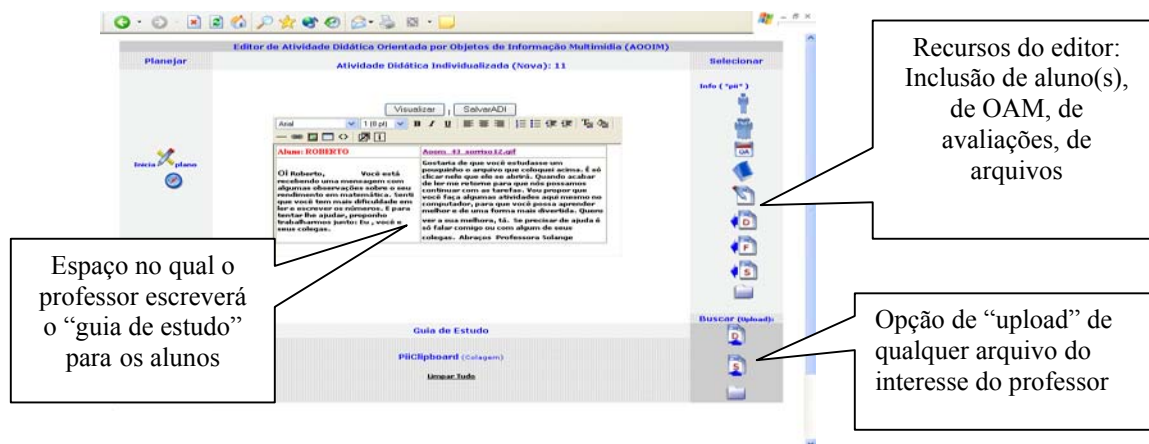 Editor de Atividade Didática Orientada por Objetos de Informação Multimidia (AOOIM)
Planejar
Atividade Didática Individualizada (Nova): 11
Selecionar
Info ( "pii" )
Visualizar | SalvarADI
Arial 1 (8 pt) B I U
Inicia plano
Aluno: ROBERTO
Oi Roberto, Você está
recebendo uma mensagem com
algumas observações sobre o seu
rendimento em matemática. Senti
que você tem mais dificuldade em
ler e escrever os números. E para
tentar lhe ajudar, proponho
trabalharmos junto: Eu , você e
seus colegas.
Aoom_43_sorriso12.gif
Gostaria de que você estudasse um
pouquinho o arquivo que coloquei acima. É só
clicar nele que ele se abrirá. Quando acabar
de ler me retorne para que nós possamos
continuar com as tarefas. Vou propor que
você faça algumas atividades aqui mesmo no
computador, para que você possa aprender
melhor e de uma forma mais divertida. Quero
ver a sua melhora, tá. Se precisar de ajuda é
só falar comigo ou com algum de seus
colegas. Abraços Professora Solange
OA
D
F
S
Buscar (Upload):
D
S
Guia de Estudo
PiiClipboard (Colagem)
Limpar Tudo
Recursos do editor:
Inclusão de aluno(s),
de OAM, de
avaliações, de
arquivos
Espaço no qual o
professor escreverá
o “guia de estudo”
para os alunos
Opção de “upload” de
qualquer arquivo do
interesse do professor